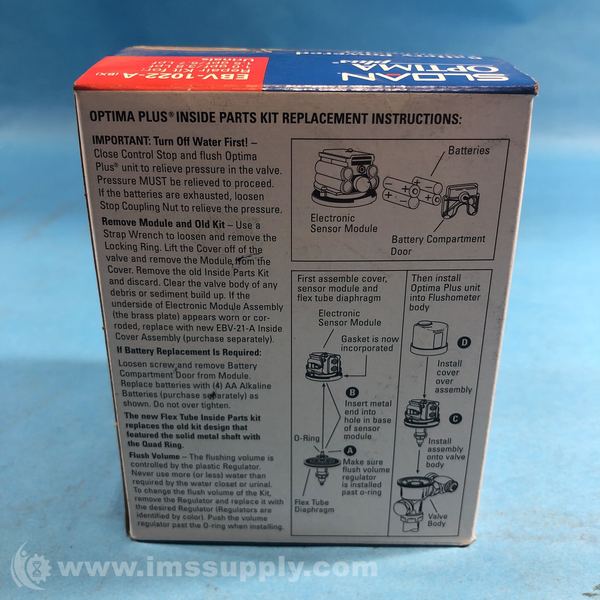 SLOAN
OPTIMA
plus
Battery Powered
EBV-1022-A (BX)
Repair Kit for:
Urinals
OPTIMA PLUS® INSIDE PARTS KIT REPLACEMENT INSTRUCTIONS:
IMPORTANT: Turn Off Water First! –
Close Control Stop and flush Optima
Plus® unit to relieve pressure in the valve.
Pressure MUST be relieved to proceed.
If the batteries are exhausted, loosen
Stop Coupling Nut to relieve the pressure.
Remove Module and Old Kit – Use a
Strap Wrench to loosen and remove the
Locking Ring. Lift the Cover off of the
valve and remove the Module from the
Cover. Remove the old Inside Parts Kit
and discard. Clear the valve body of any
debris or sediment build up. If the
underside of Electronic Module Assembly
(the brass plate) appears worn or cor-
roded, replace with new EBV-21-A Inside
Cover Assembly (purchase separately).
If Battery Replacement Is Required:
Loosen screw and remove Battery
Compartment Door from Module.
Replace batteries with (4) AA Alkaline
Batteries (purchase separately) as
shown. Do not over tighten.
The new Flex Tube Inside Parts kit
replaces the old kit design that
featured the solid metal shaft with
the Quad Ring.
Flush Volume – The flushing volume is
controlled by the plastic Regulator.
Never use more (or less) water than
required by the water closet or urinal.
To change the flush volume of the Kit,
remove the Regulator and replace it with
the desired Regulator (Regulators are
identified by color). Push the volume
regulator past the O-ring when installing.
Batteries
Electronic
Sensor Module
Battery Compartment
Door
First assemble cover,
sensor module and
flex tube diaphragm
Electronic
Sensor Module
Gasket is now
incorporated
B
Insert metal
end into
hole in base
of sensor
module
O-Ring
A
Make sure
flush volume
regulator
is installed
past o-ring
Flex Tube
Diaphragm
Then install
Optima Plus unit
into Flushometer
body
D
Install
cover
over
assembly
C
Install
assembly
onto valve
body
Valve
Body
www.imssupply.com